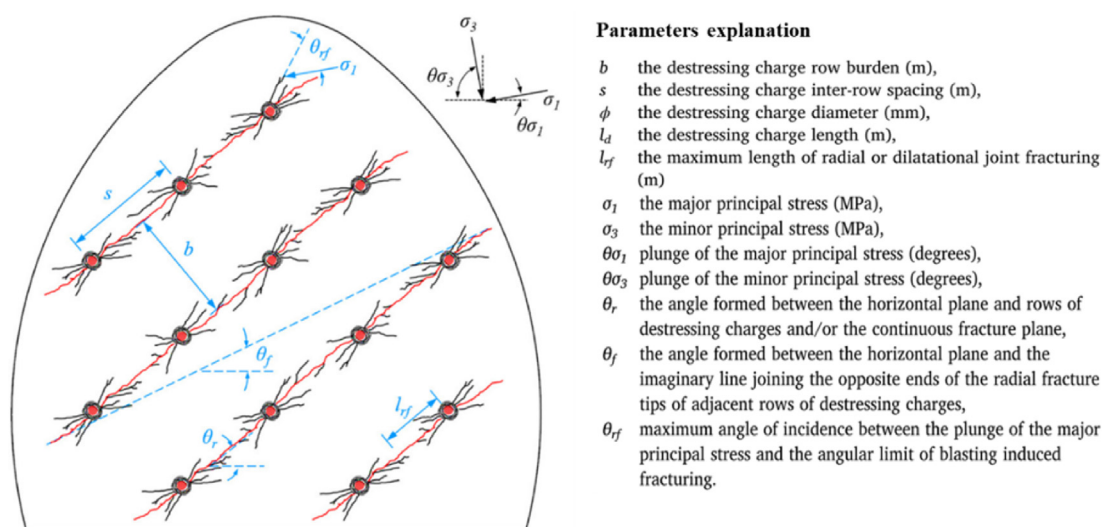 σ3
θrf
σ1
θσ3
σ1
θσ1
s
b
θf
lrf
θr
Parameters explanation
b the destressing charge row burden (m),
s the destressing charge inter-row spacing (m),
ϕ the destressing charge diameter (mm),
ld the destressing charge length (m),
lrf the maximum length of radial or dilatational joint fracturing
(m)
σ1 the major principal stress (MPa),
σ3 the minor principal stress (MPa),
θσ1 plunge of the major principal stress (degrees),
θσ3 plunge of the minor principal stress (degrees),
θr the angle formed between the horizontal plane and rows of
destressing charges and/or the continuous fracture plane,
θf the angle formed between the horizontal plane and the
imaginary line joining the opposite ends of the radial fracture
tips of adjacent rows of destressing charges,
θrf maximum angle of incidence between the plunge of the major
principal stress and the angular limit of blasting induced
fracturing.